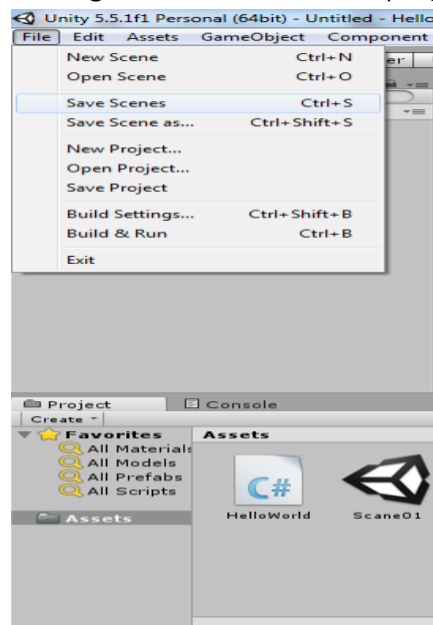 Unity 5.5.1f1 Personal (64bit) - Untitled - Hello
File Edit Assets GameObject Component
New Scene Ctrl+N
Open Scene Ctrl+O
Save Scenes Ctrl+S
Save Scene as... Ctrl+Shift+S
New Project...
Open Project...
Save Project
Build Settings... Ctrl+Shift+B
Build & Run Ctrl+B
Exit
Project Console
Create
Favorites Assets
All Materials
All Models
All Prefabs
All Scripts
Assets
C#
HelloWorld Scane01